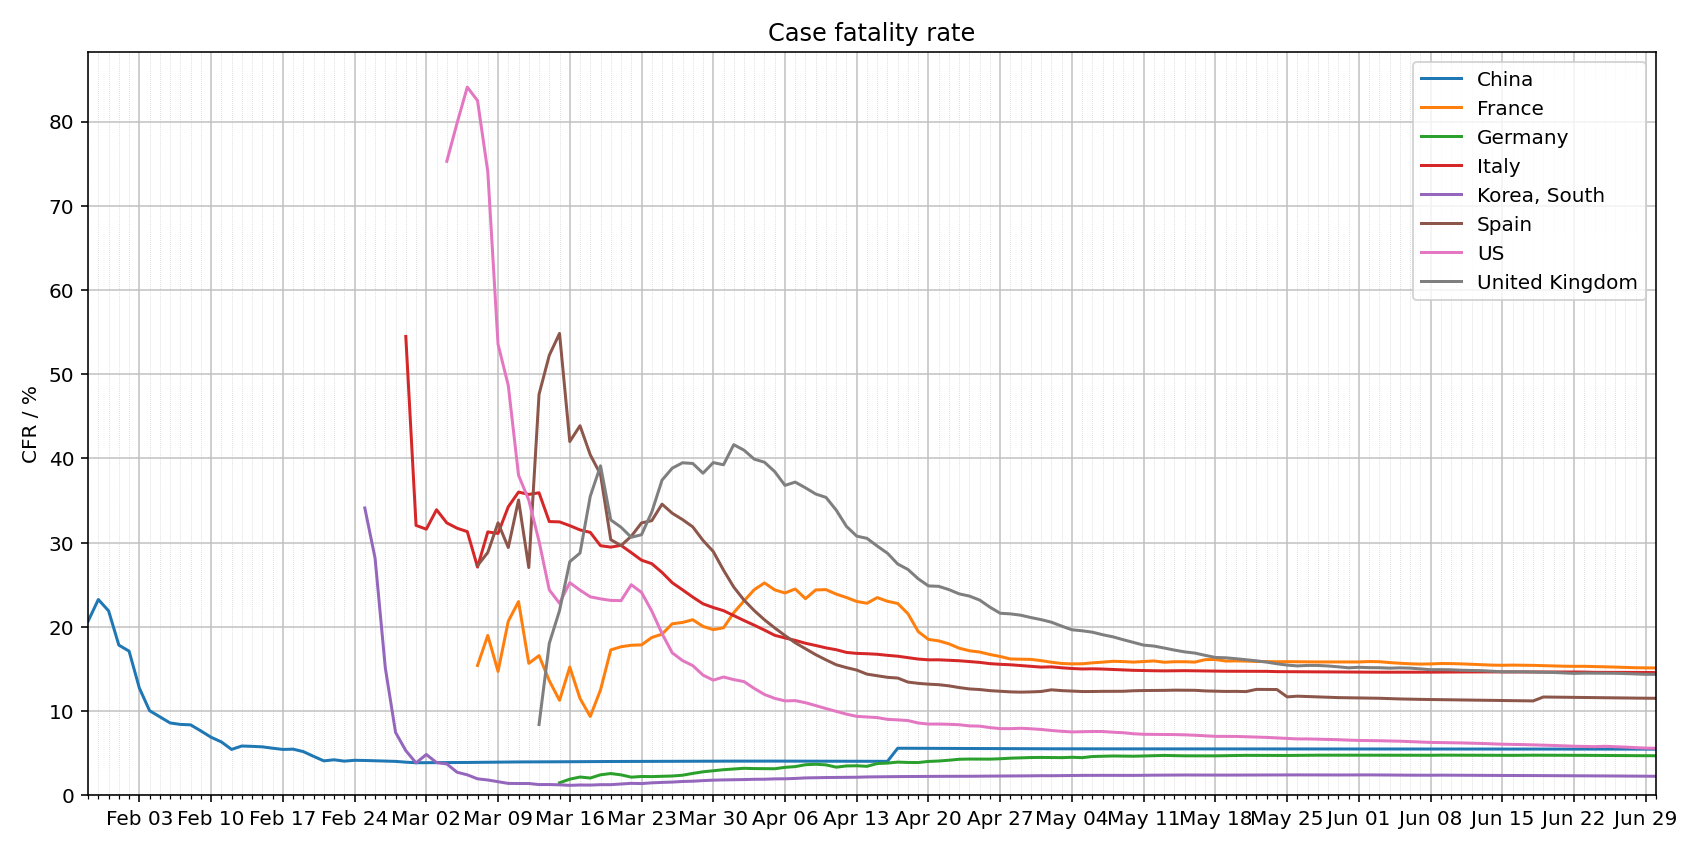 Case fatality rate
CFR / %
80
70
60
50
40
30
20
10
0
China
France
Germany
Italy
Korea, South
Spain
US
United Kingdom
Feb 03 Feb 10 Feb 17 Feb 24 Mar 02 Mar 09 Mar 16 Mar 23 Mar 30 Apr 06 Apr 13 Apr 20 Apr 27 May 04 May 11 May 18 May 25 Jun 01 Jun 08 Jun 15 Jun 22 Jun 29